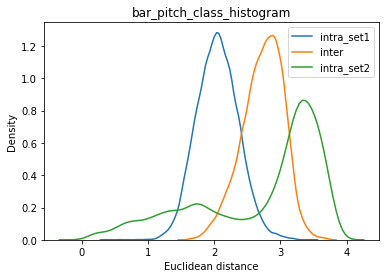 bar_pitch_class_histogram
intra_set1
inter
intra_set2
1.2
1.0
0.8
0.6
0.4
0.2
0.0
Density
0 1 2 3 4
Euclidean distance